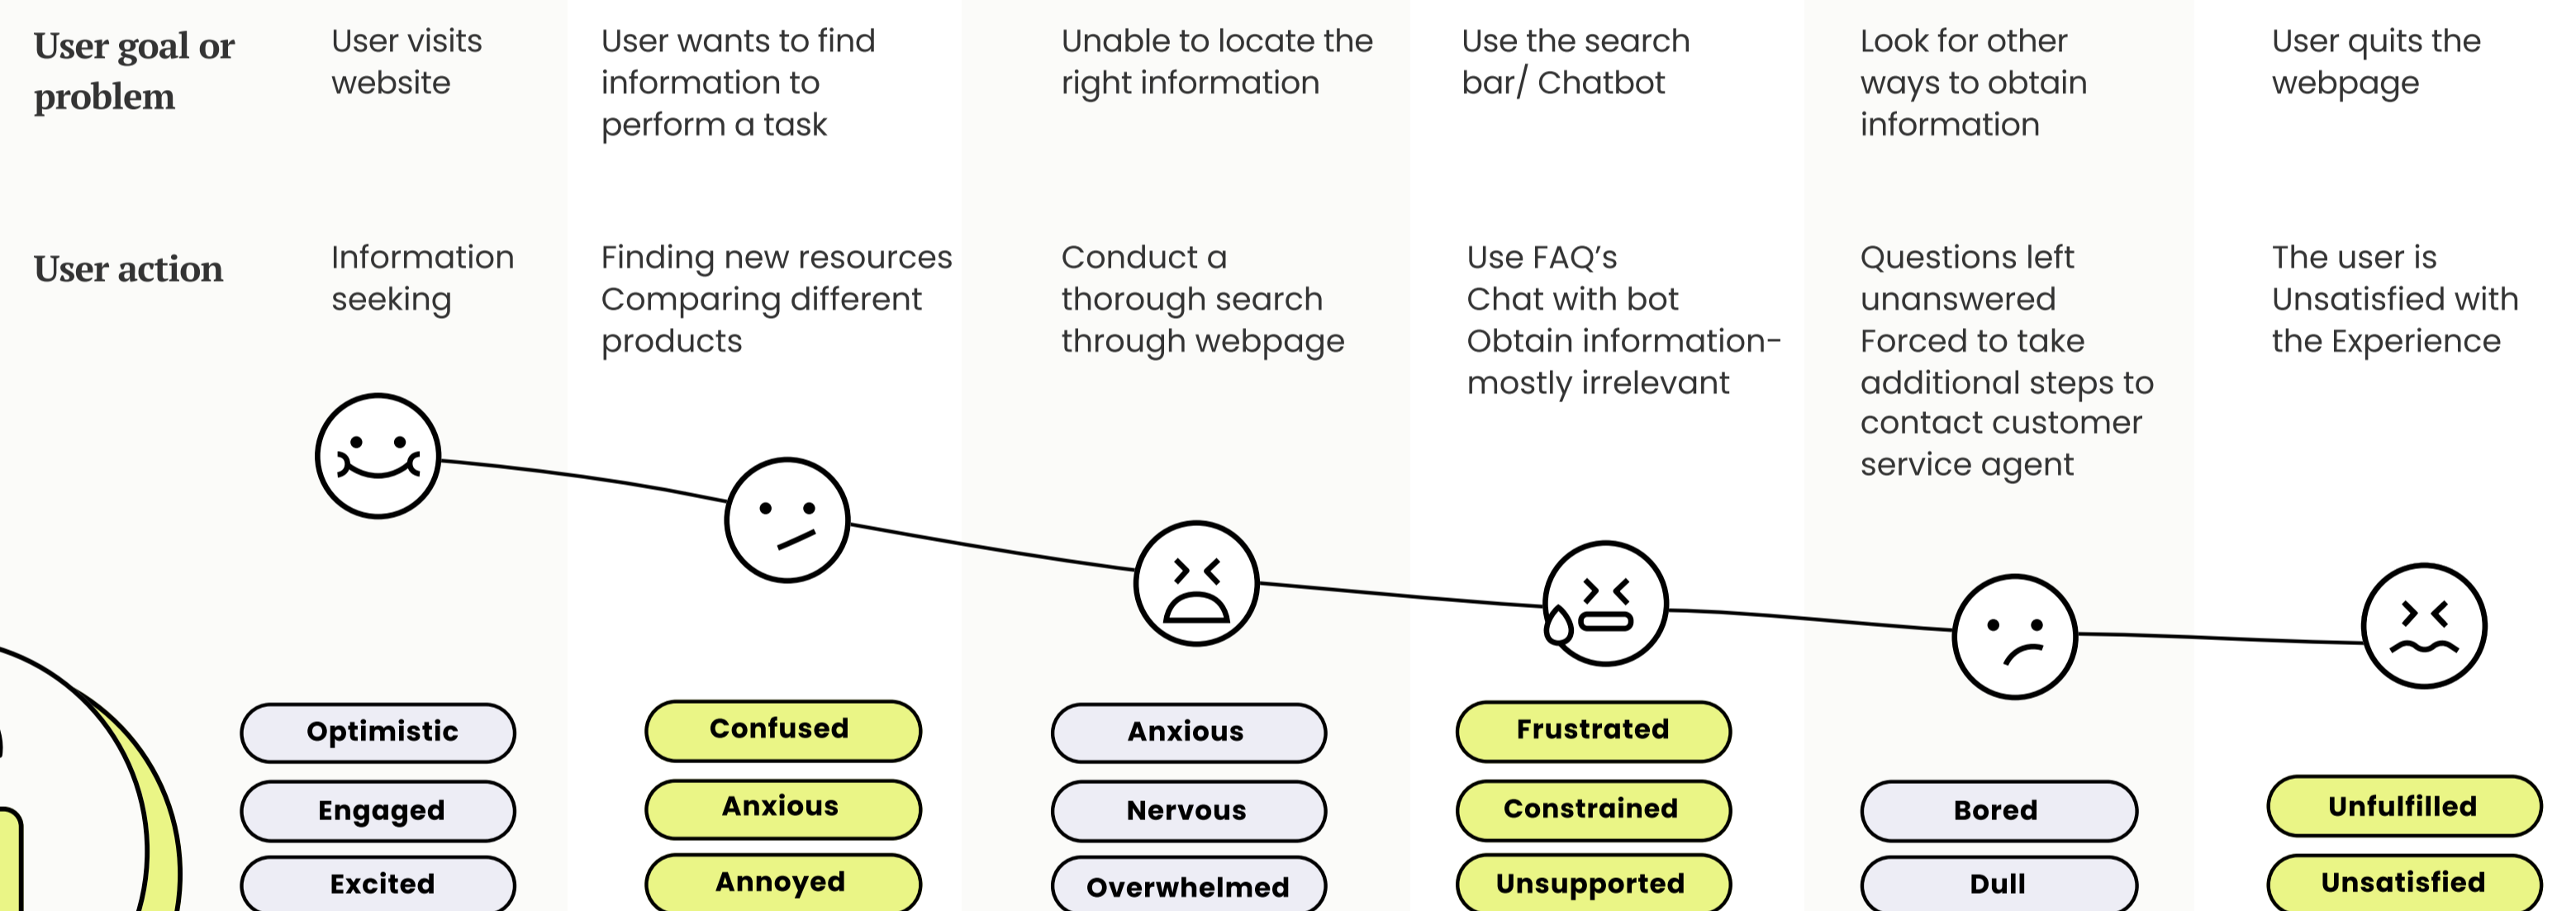 User goal or
problem
User visits
website
User wants to find
information to
perform a task
Unable to locate the
right information
Use the search
bar/ Chatbot
Look for other
ways to obtain
information
User quits the
webpage
User action
Information
seeking
Finding new resources
Comparing different
products
Conduct a
thorough search
through webpage
Use FAQ’s
Chat with bot
Obtain information-
mostly irrelevant
Questions left
unanswered
Forced to take
additional steps to
contact customer
service agent
The user is
Unsatisfied with
the Experience
Optimistic
Engaged
Excited
Confused
Anxious
Annoyed
Anxious
Nervous
Overwhelmed
Frustrated
Constrained
Unsupported
Bored
Dull
Unfulfilled
Unsatisfied